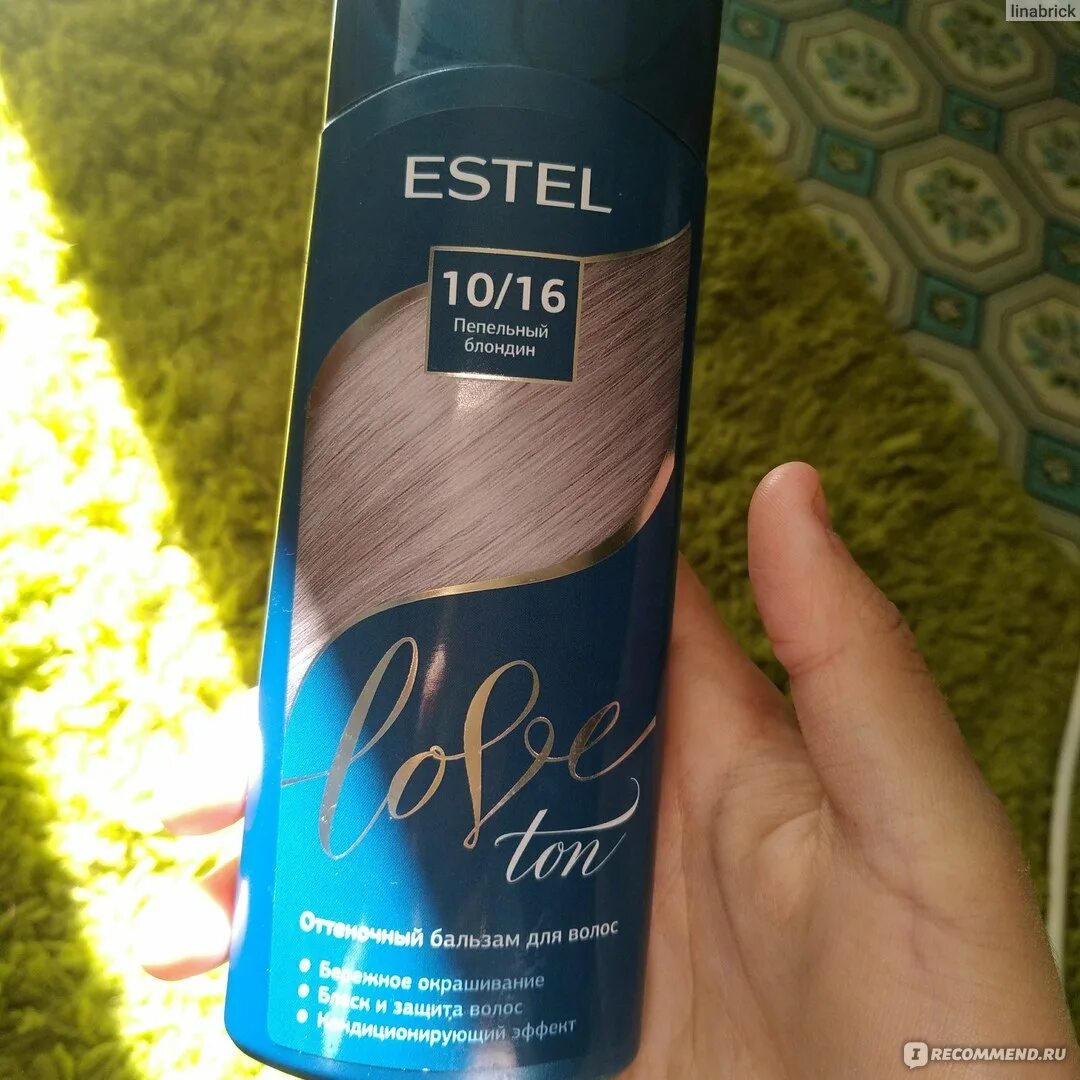 linabrick
ESTEL
10/16
Пепельный
блондин
love
ton
Оттеночный бальзам для волос
• Бережное окрашивание
• Блеск и защита волос
• Кондиционирующий эффект
I RECOMMEND.RU